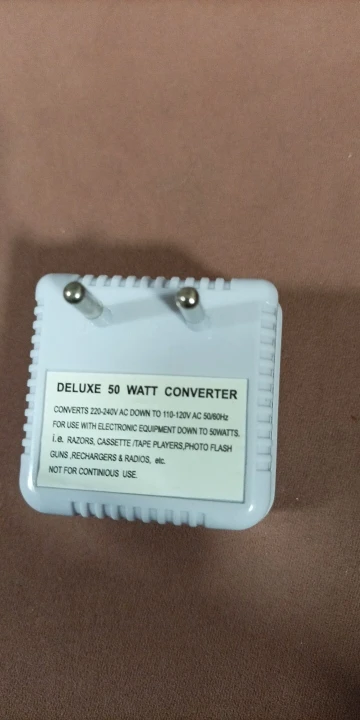 DELUXE 50 WATT CONVERTER
CONVERTS 220-240V AC DOWN TO 110-120V AC 50/60Hz
FOR USE WITH ELECTRONIC EQUIPMENT DOWN TO 50WATTS.
i.e. RAZORS, CASSETTE /TAPE PLAYERS,PHOTO FLASH
GUNS ,RECHARGERS & RADIOS, etc.
NOT FOR CONTINIOUS USE.